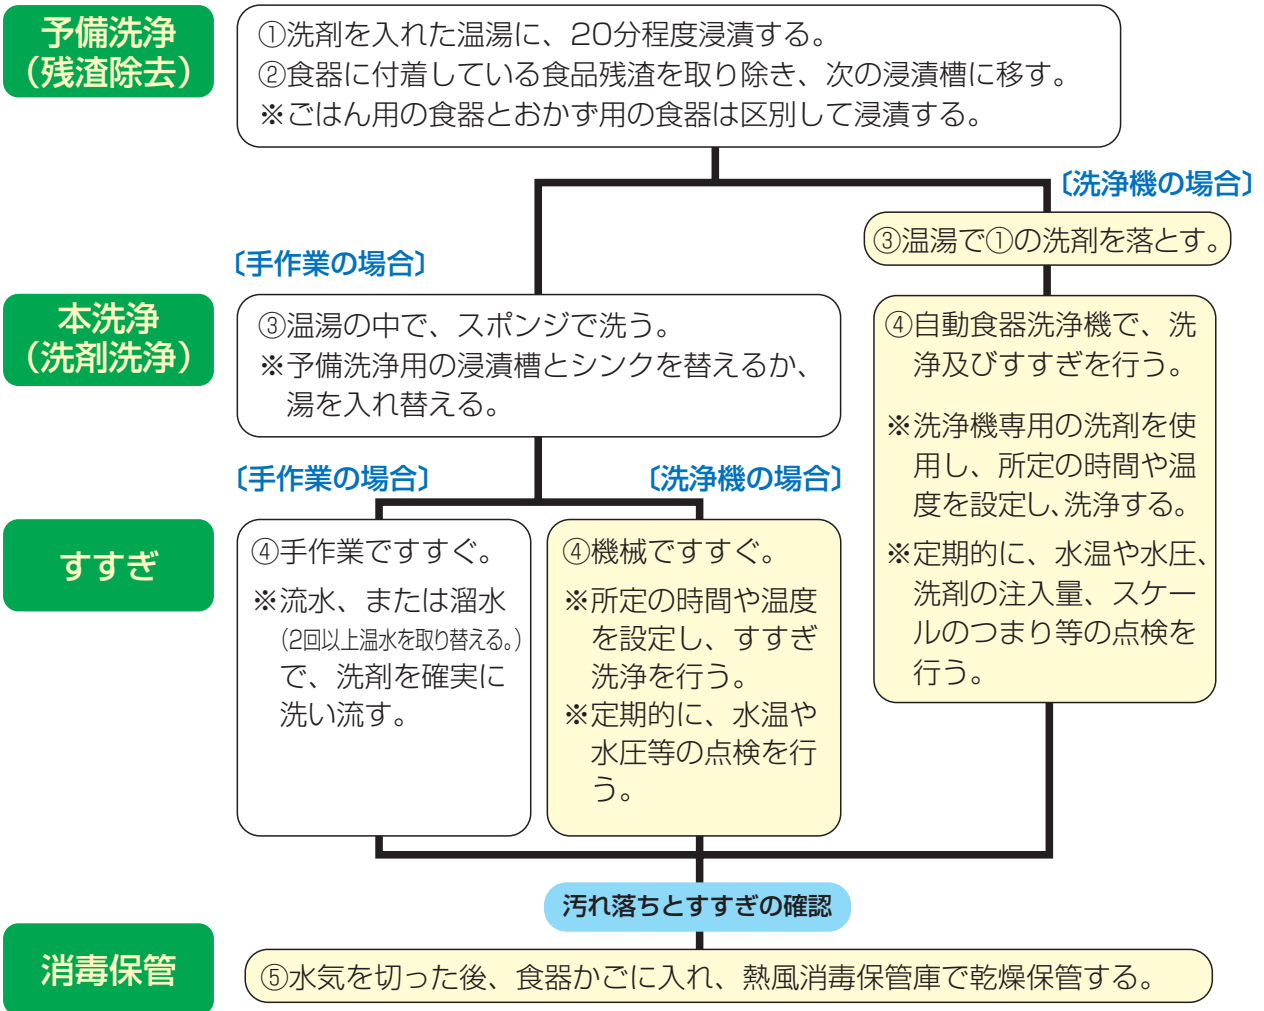 予備洗浄
（残渣除去）
①洗剤を入れた温湯に、20分程度浸漬する。
②食器に付着している食品残渣を取り除き、次の浸漬槽に移す。
※ごはん用の食器とおかず用の食器は区別して浸漬する。
〔洗浄機の場合〕
③温湯で①の洗剤を落とす。
〔手作業の場合〕
本洗浄
（洗剤洗浄）
③温湯の中で、スポンジで洗う。
※予備洗浄用の浸漬槽とシンクを替えるか、
湯を入れ替える。
④自動食器洗浄機で、洗
浄及びすすぎを行う。
※洗浄機専用の洗剤を使
用し、所定の時間や温
度を設定し、洗浄する。
※定期的に、水温や水圧、
洗剤の注入量、スケー
ルのつまり等の点検を
行う。
〔手作業の場合〕
〔洗浄機の場合〕
すすぎ
④手作業ですすぐ。
※流水、または溜水
（2回以上温水を取り替える。）
で、洗剤を確実に
洗い流す。
④機械ですすぐ。
※所定の時間や温度
を設定し、すすぎ
洗浄を行う。
※定期的に、水温や
水圧等の点検を行
う。
汚れ落ちとすすぎの確認
消毒保管
⑤水気を切った後、食器かごに入れ、熱風消毒保管庫で乾燥保管する。